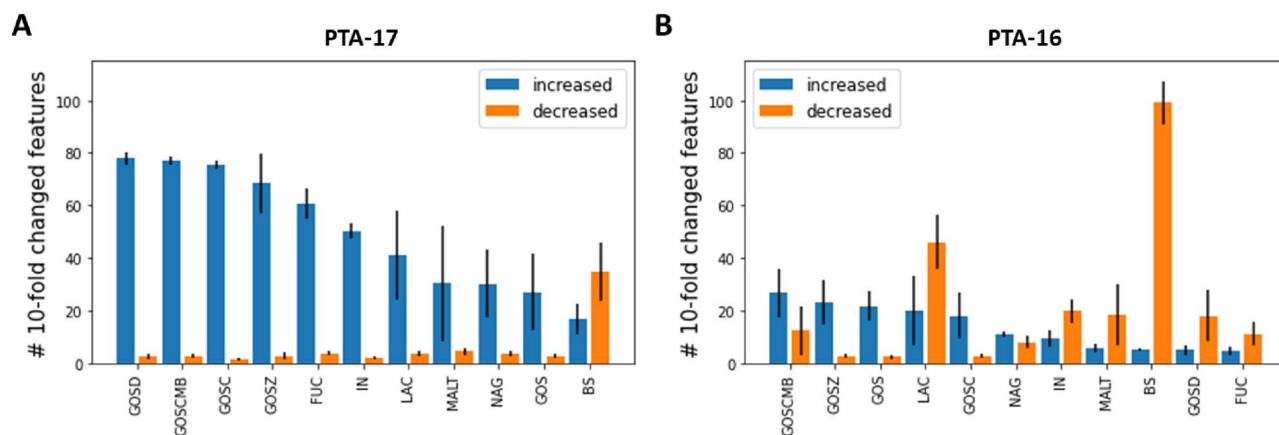 A
PTA-17
# 10-fold changed features
100
80
60
40
20
0
increased
decreased
GOSD
GOSCMB
GOSC
GOSZ
FUC
IN
LAC
MALT
NAG
GOS
BS
B
PTA-16
# 10-fold changed features
100
80
60
40
20
0
increased
decreased
GOSCMB
GOSZ
GOS
LAC
GOSC
NAG
IN
MALT
BS
GOSD
FUC